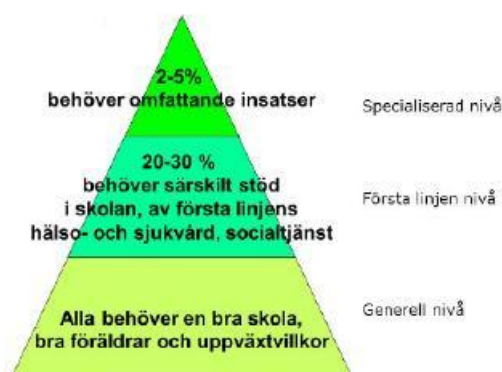 2-5%
behöver omfattande insatser
Specialiserad nivå
20-30 %
behöver särskilt stöd
i skolan, av första linjens
hälso- och sjukvård, socialtjänst
Första linjen nivå
Alla behöver en bra skola,
bra föräldrar och uppväxtvillkor
Generell nivå